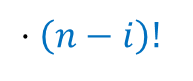 · (n − i)!